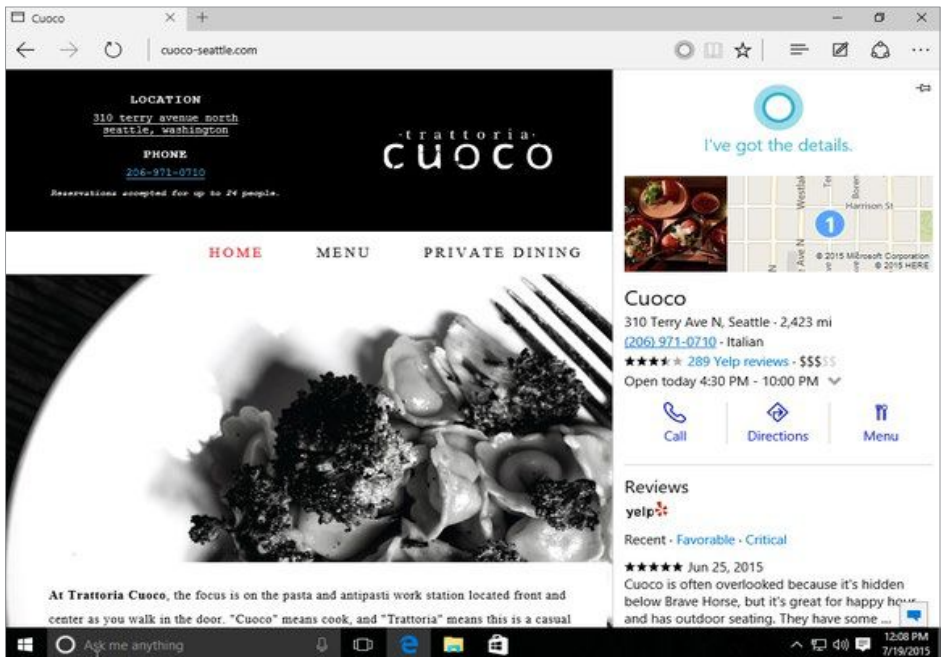 Cuoco
cuoco-seattle.com
LOCATION
310 terry avenue north
seattle, washington
PHONE
206-971-0710
Reservations accepted for up to 24 people.
·trattoria·
cuoco
HOME MENU PRIVATE DINING
At Trattoria Cuoco, the focus is on the pasta and antipasti work station located front and
center as you walk in the door. "Cuoco" means cook, and "Trattoria" means this is a casual
I've got the details.
Westlak
Ter
Boren
Harrison St
1
Ave N
N
© 2015 Microsoft Corporation
© 2015 HERE
Cuoco
310 Terry Ave N, Seattle · 2,423 mi
(206) 971-0710 · Italian
289 Yelp reviews · $$$$$
Open today 4:30 PM - 10:00 PM
Call Directions Menu
Reviews
yelp
Recent · Favorable · Critical
★★★★★ Jun 25, 2015
Cuoco is often overlooked because it's hidden
below Brave Horse, but it's great for happy hour
and has outdoor seating. They have some ...
Ask me anything
12:08 PM
7/19/2015